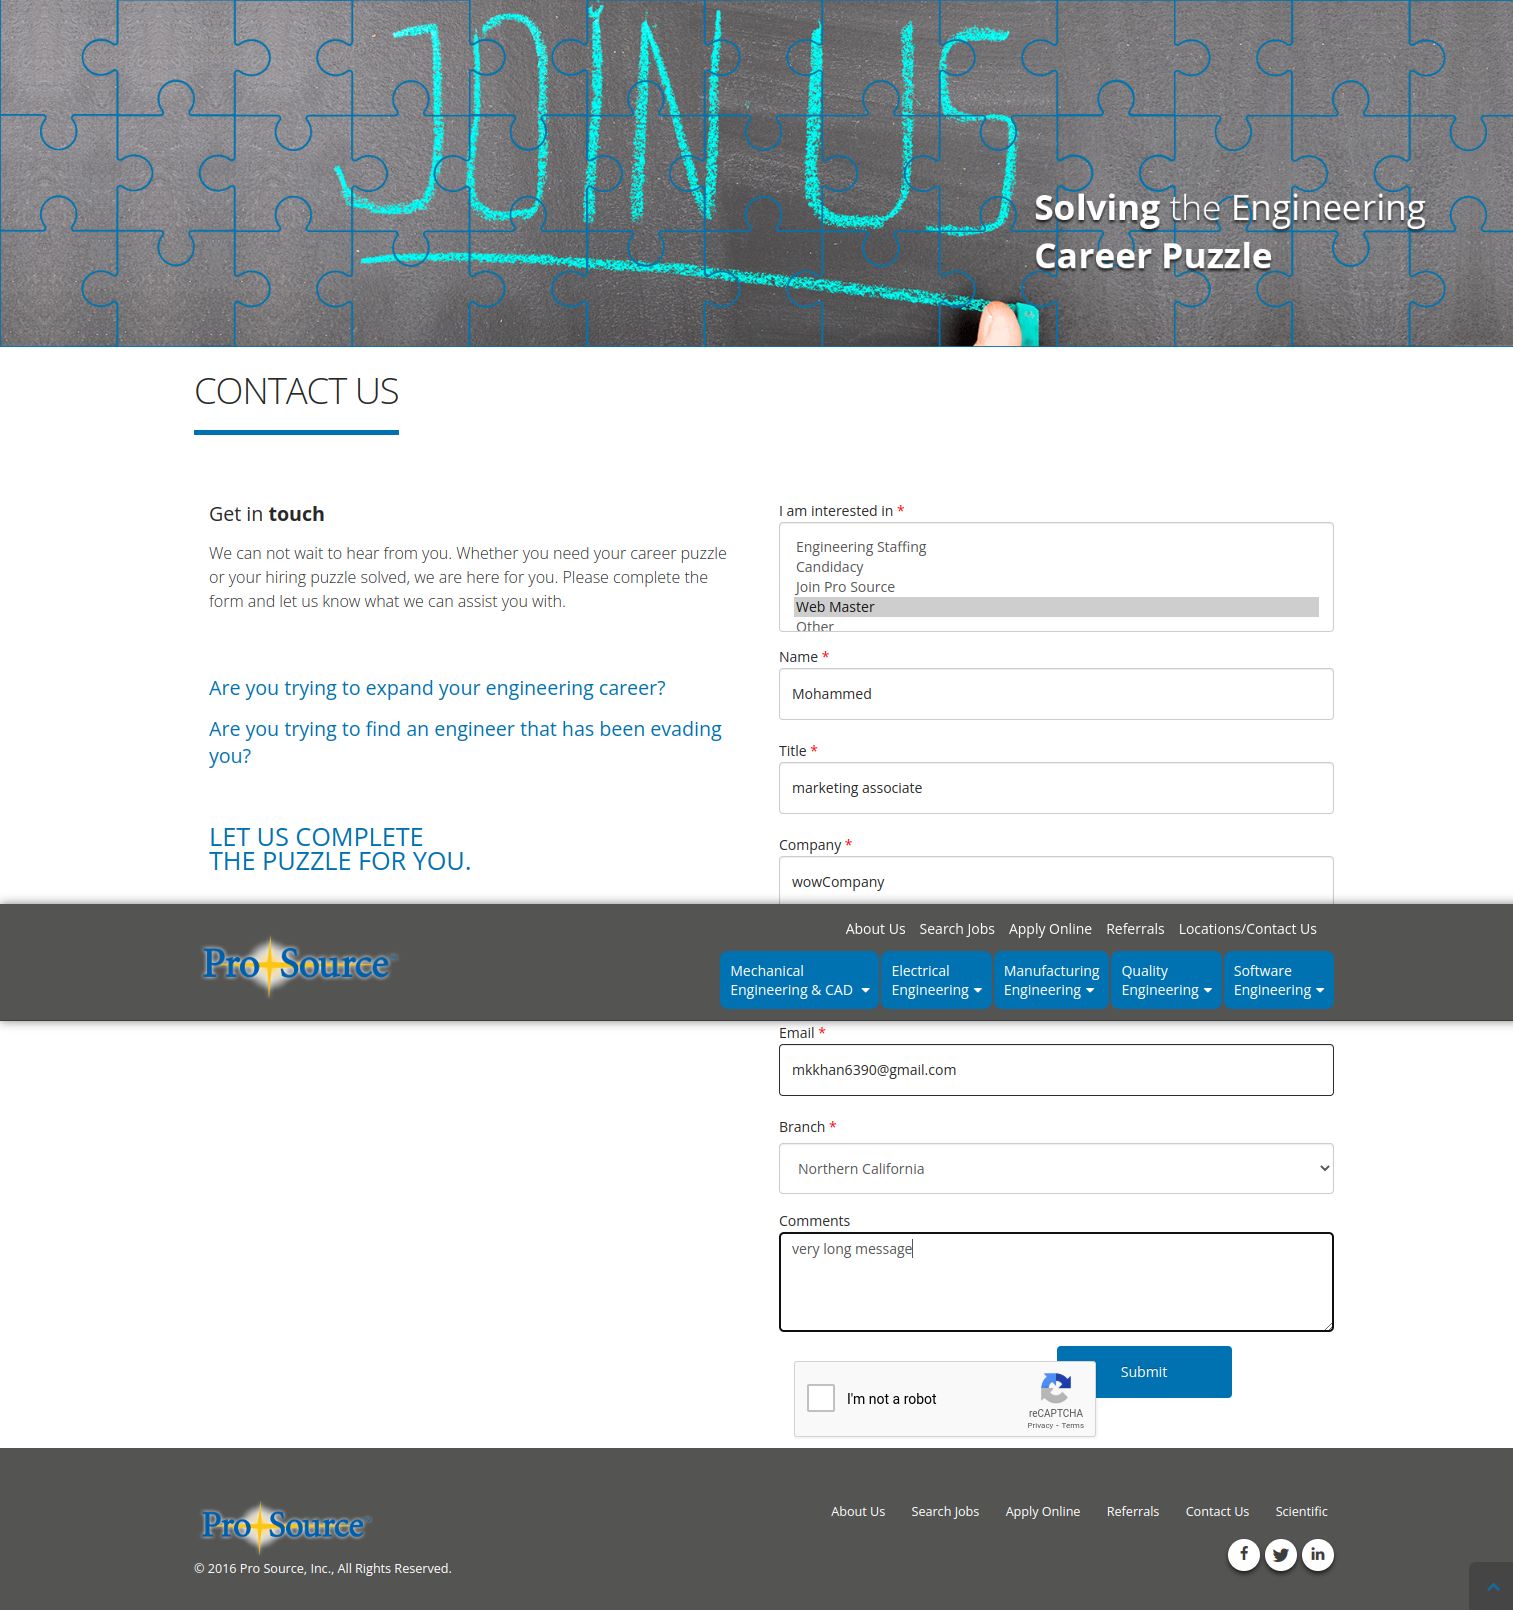 JOIN US
Solving the Engineering
Career Puzzle
CONTACT US
Get in touch
We can not wait to hear from you. Whether you need your career puzzle
or your hiring puzzle solved, we are here for you. Please complete the
form and let us know what we can assist you with.
Are you trying to expand your engineering career?
Are you trying to find an engineer that has been evading
you?
LET US COMPLETE
THE PUZZLE FOR YOU.
I am interested in *
Engineering Staffing
Candidacy
Join Pro Source
Web Master
Other
Name *
Mohammed
Title *
marketing associate
Company *
wowCompany
Pro Source
About Us Search Jobs Apply Online Referrals Locations/Contact Us
Mechanical
Engineering & CAD
Electrical
Engineering
Manufacturing
Engineering
Quality
Engineering
Software
Engineering
Email *
mkkhan6390@gmail.com
Branch *
Northern California
Comments
very long message
I'm not a robot
reCAPTCHA
Privacy - Terms
Submit
Pro Source
© 2016 Pro Source, Inc., All Rights Reserved.
About Us Search Jobs Apply Online Referrals Contact Us Scientific